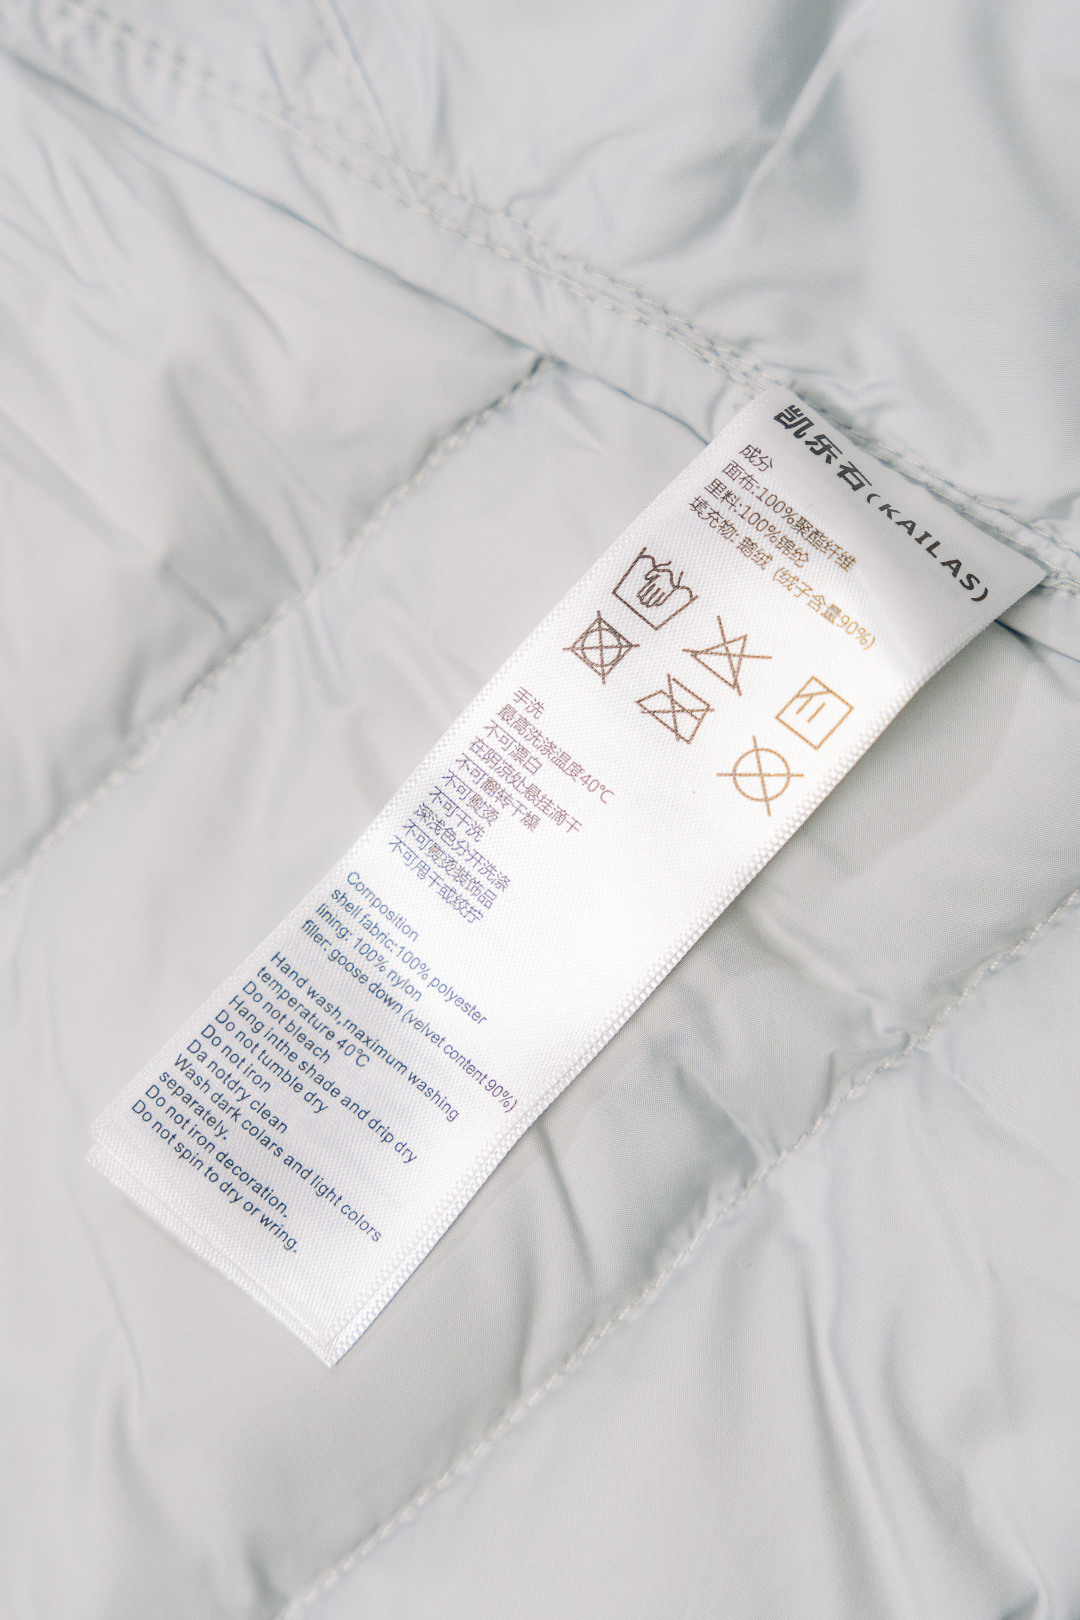 凯乐石(KAILAS)
成分
面布:100%聚酯纤维
里料:100%锦纶
填充物: 鹅绒 (绒子含量90%)
手洗
最高洗涤温度40℃
不可漂白
在阴凉处悬挂滴干
不可翻转干燥
不可熨烫
不可干洗
深浅色分开洗涤
不可熨烫装饰品
不可甩干或绞拧
Composition
shell fabric:100% polyester
lining: 100% nylon
filler: goose down (velvet content 90%)
Hand wash,maximum washing
temperature 40℃
Do not bleach
Hang inthe shade and drip dry
Do not tumble dry
Do not iron
Da notdry clean
Wash dark colars and light colors
separately.
Do not iron decoration.
Do not spin to dry or wring.